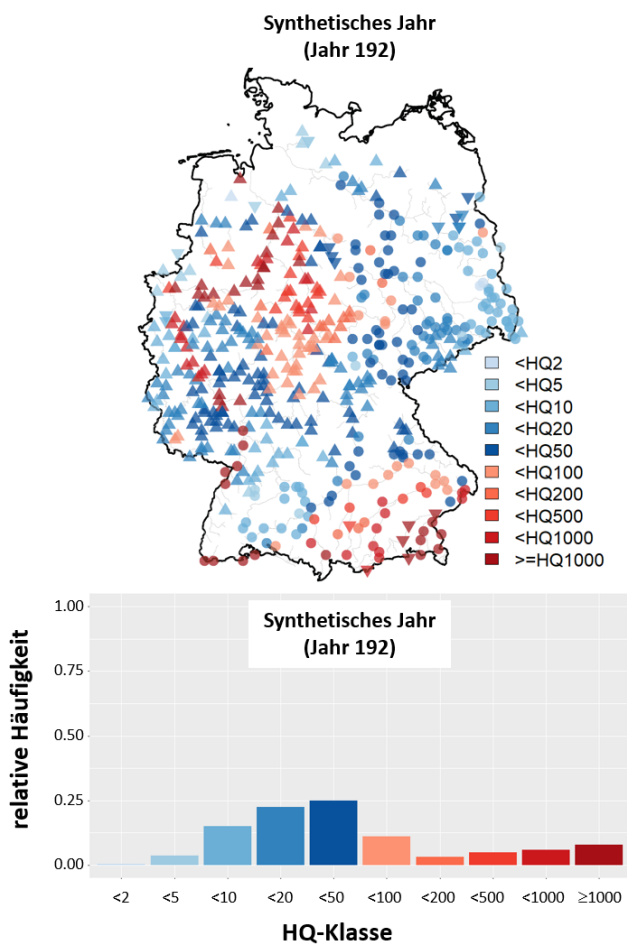 Synthetisches Jahr
(Jahr 192)
<HQ2
<HQ5
<HQ10
<HQ20
<HQ50
<HQ100
<HQ200
<HQ500
<HQ1000
>=HQ1000
Synthetisches Jahr
(Jahr 192)
relative Häufigkeit
1.00
0.75
0.50
0.25
0.00
<2 <5 <10 <20 <50 <100 <200 <500 <1000 ≥1000
HQ-Klasse